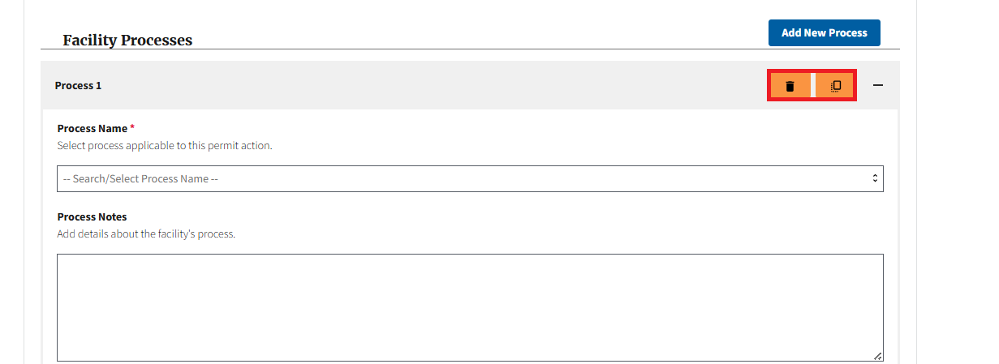 Facility Processes
Add New Process
Process 1
Process Name *
Select process applicable to this permit action.
-- Search/Select Process Name --
Process Notes
Add details about the facility's process.